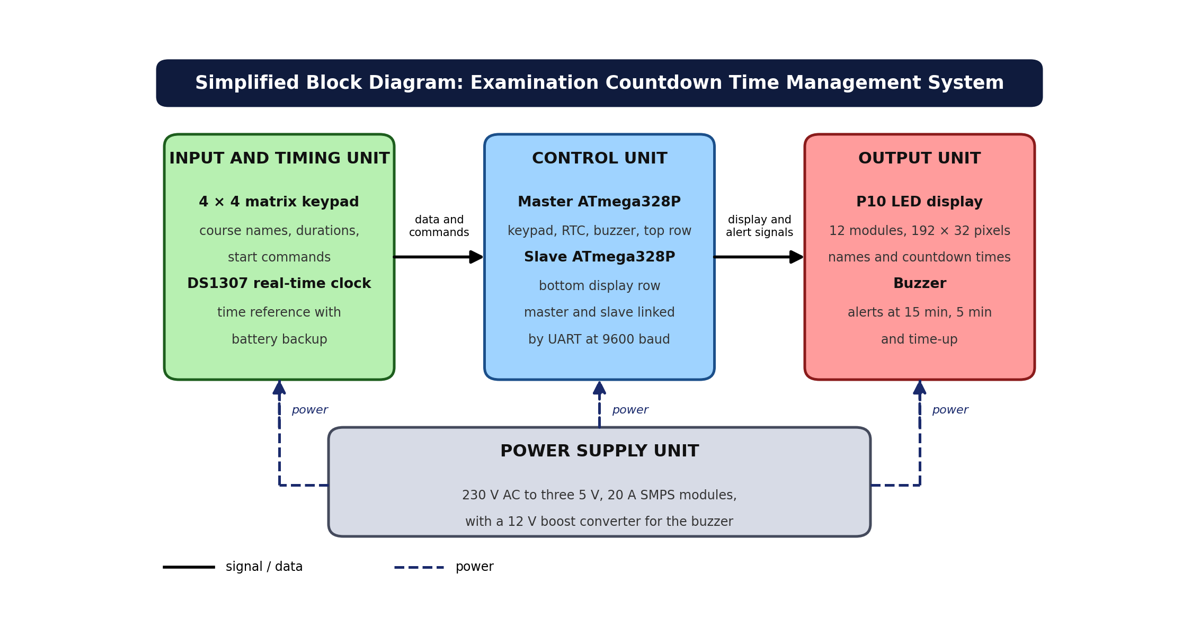 Simplified Block Diagram: Examination Countdown Time Management System
INPUT AND TIMING UNIT
4 × 4 matrix keypad
course names, durations,
start commands
DS1307 real-time clock
time reference with
battery backup
data and
commands
CONTROL UNIT
Master ATmega328P
keypad, RTC, buzzer, top row
Slave ATmega328P
bottom display row
master and slave linked
by UART at 9600 baud
display and
alert signals
OUTPUT UNIT
P10 LED display
12 modules, 192 × 32 pixels
names and countdown times
Buzzer
alerts at 15 min, 5 min
and time-up
power
power
power
POWER SUPPLY UNIT
230 V AC to three 5 V, 20 A SMPS modules,
with a 12 V boost converter for the buzzer
signal / data
power